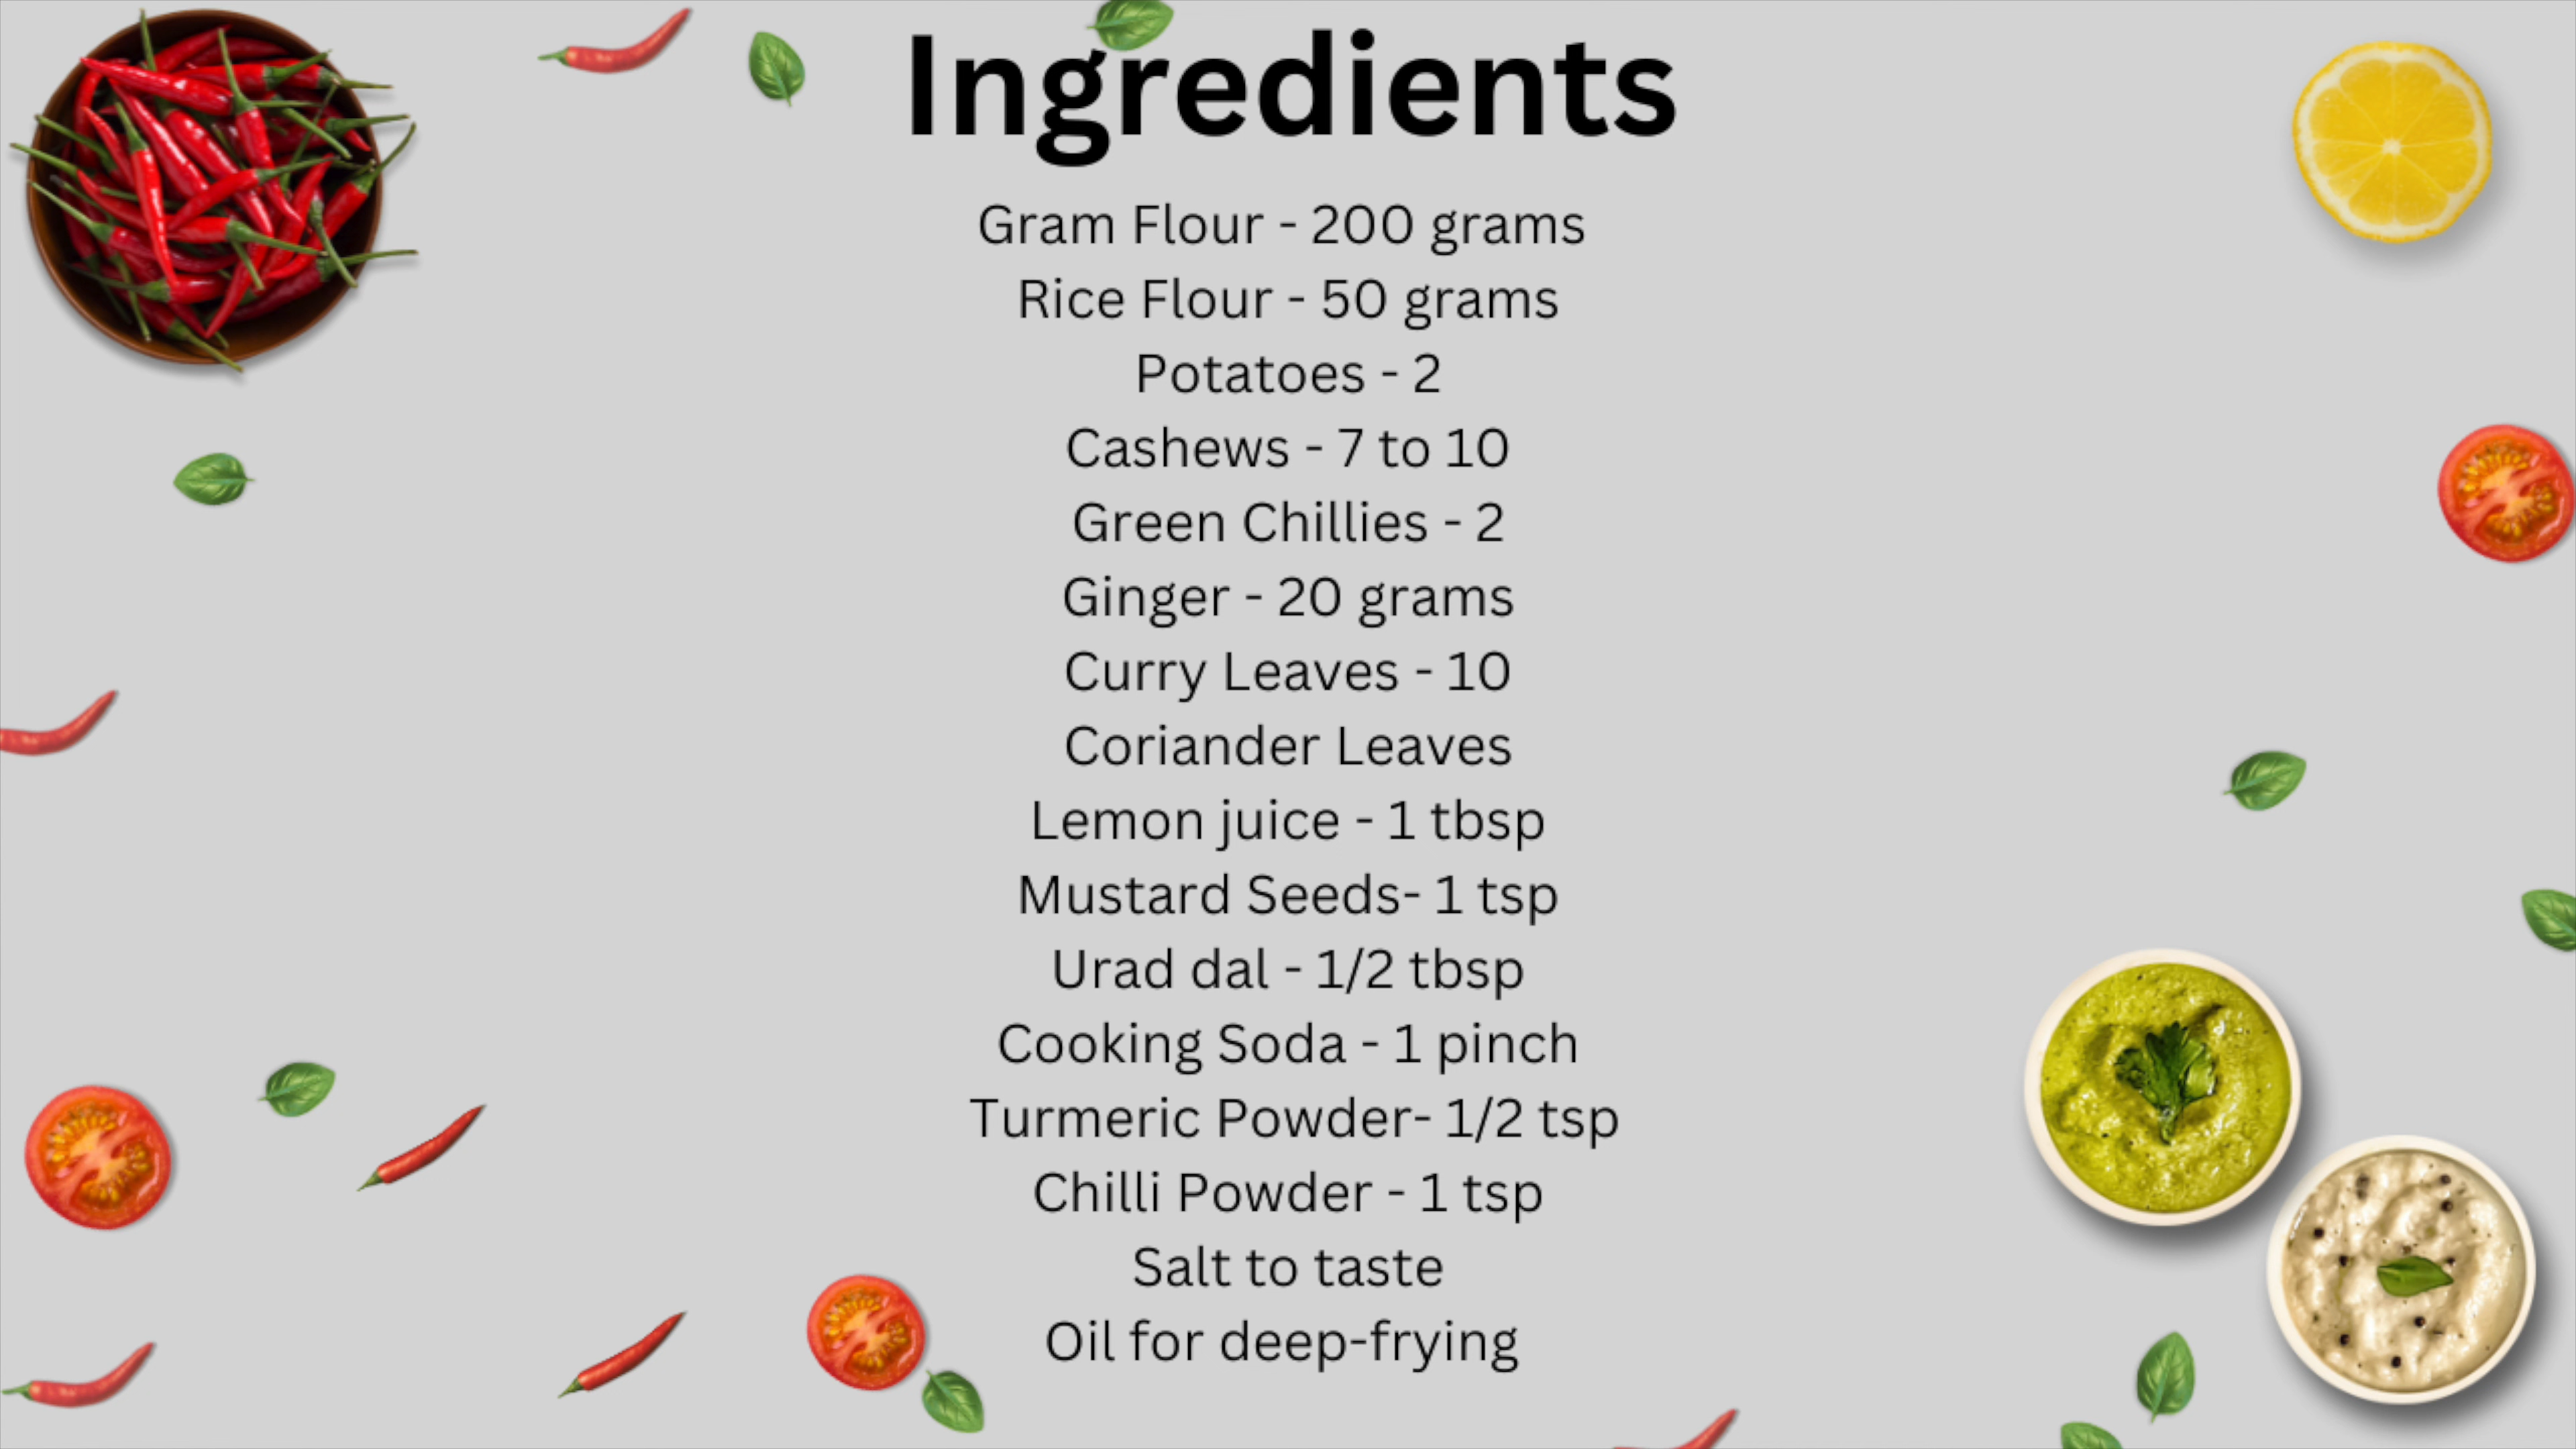 Ingredients
Gram Flour - 200 grams
Rice Flour - 50 grams
Potatoes - 2
Cashews - 7 to 10
Green Chillies - 2
Ginger - 20 grams
Curry Leaves - 10
Coriander Leaves
Lemon juice - 1 tbsp
Mustard Seeds- 1 tsp
Urad dal - 1/2 tbsp
Cooking Soda - 1 pinch
Turmeric Powder- 1/2 tsp
Chilli Powder - 1 tsp
Salt to taste
Oil for deep-frying